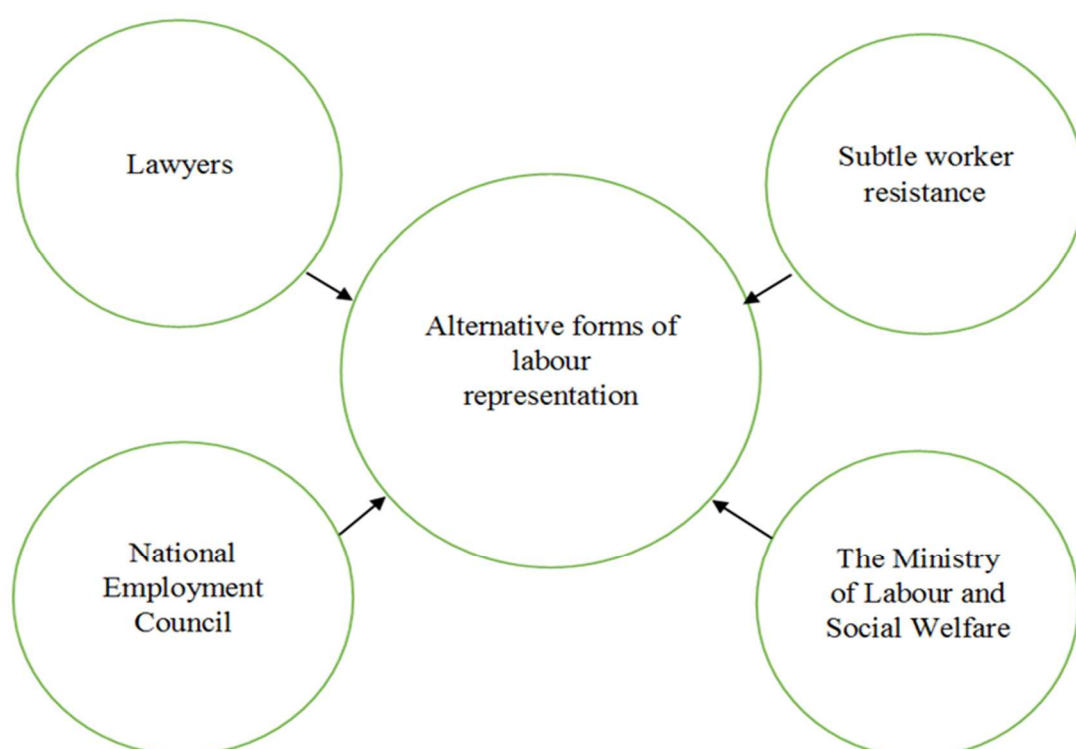 Lawyers
Subtle worker
resistance
Alternative forms of
labour
representation
National
Employment
Council
The Ministry
of Labour and
Social Welfare